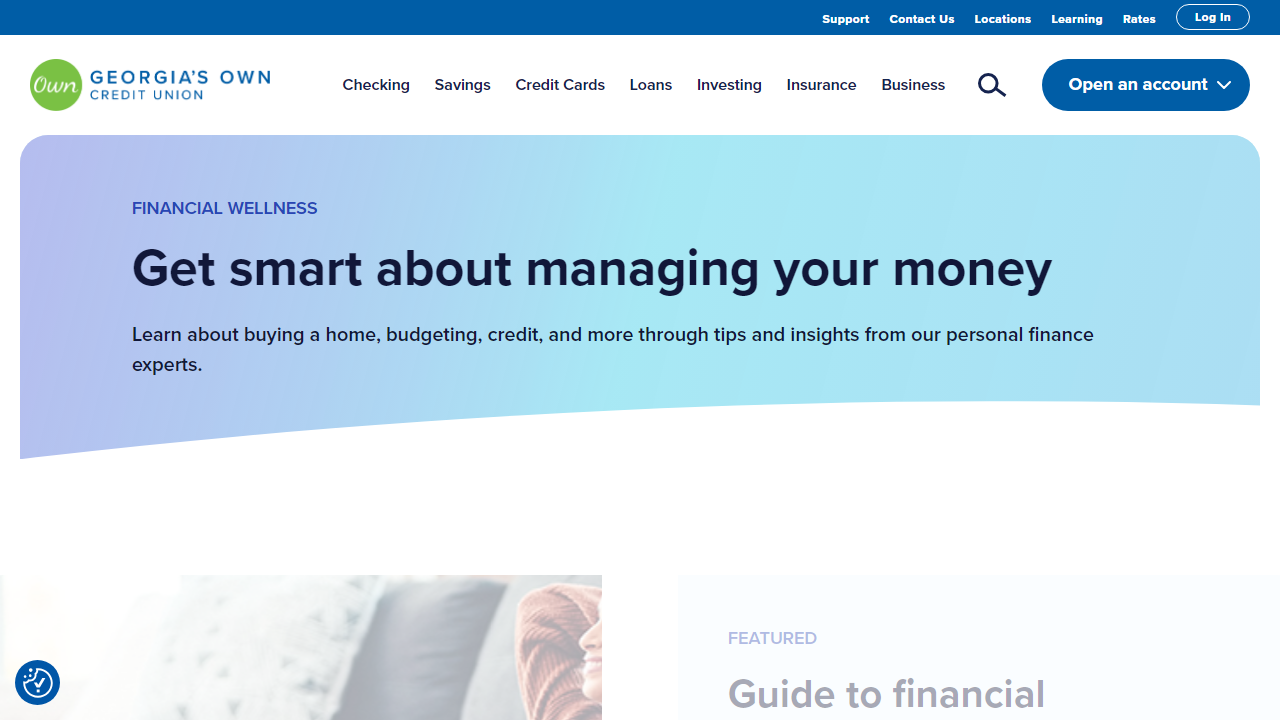 Support Contact Us Locations Learning Rates Log In
Own GEORGIA'S OWN
CREDIT UNION
Checking Savings Credit Cards Loans Investing Insurance Business Open an account
FINANCIAL WELLNESS
Get smart about managing your money
Learn about buying a home, budgeting, credit, and more through tips and insights from our personal finance
experts.
FEATURED
Guide to financial